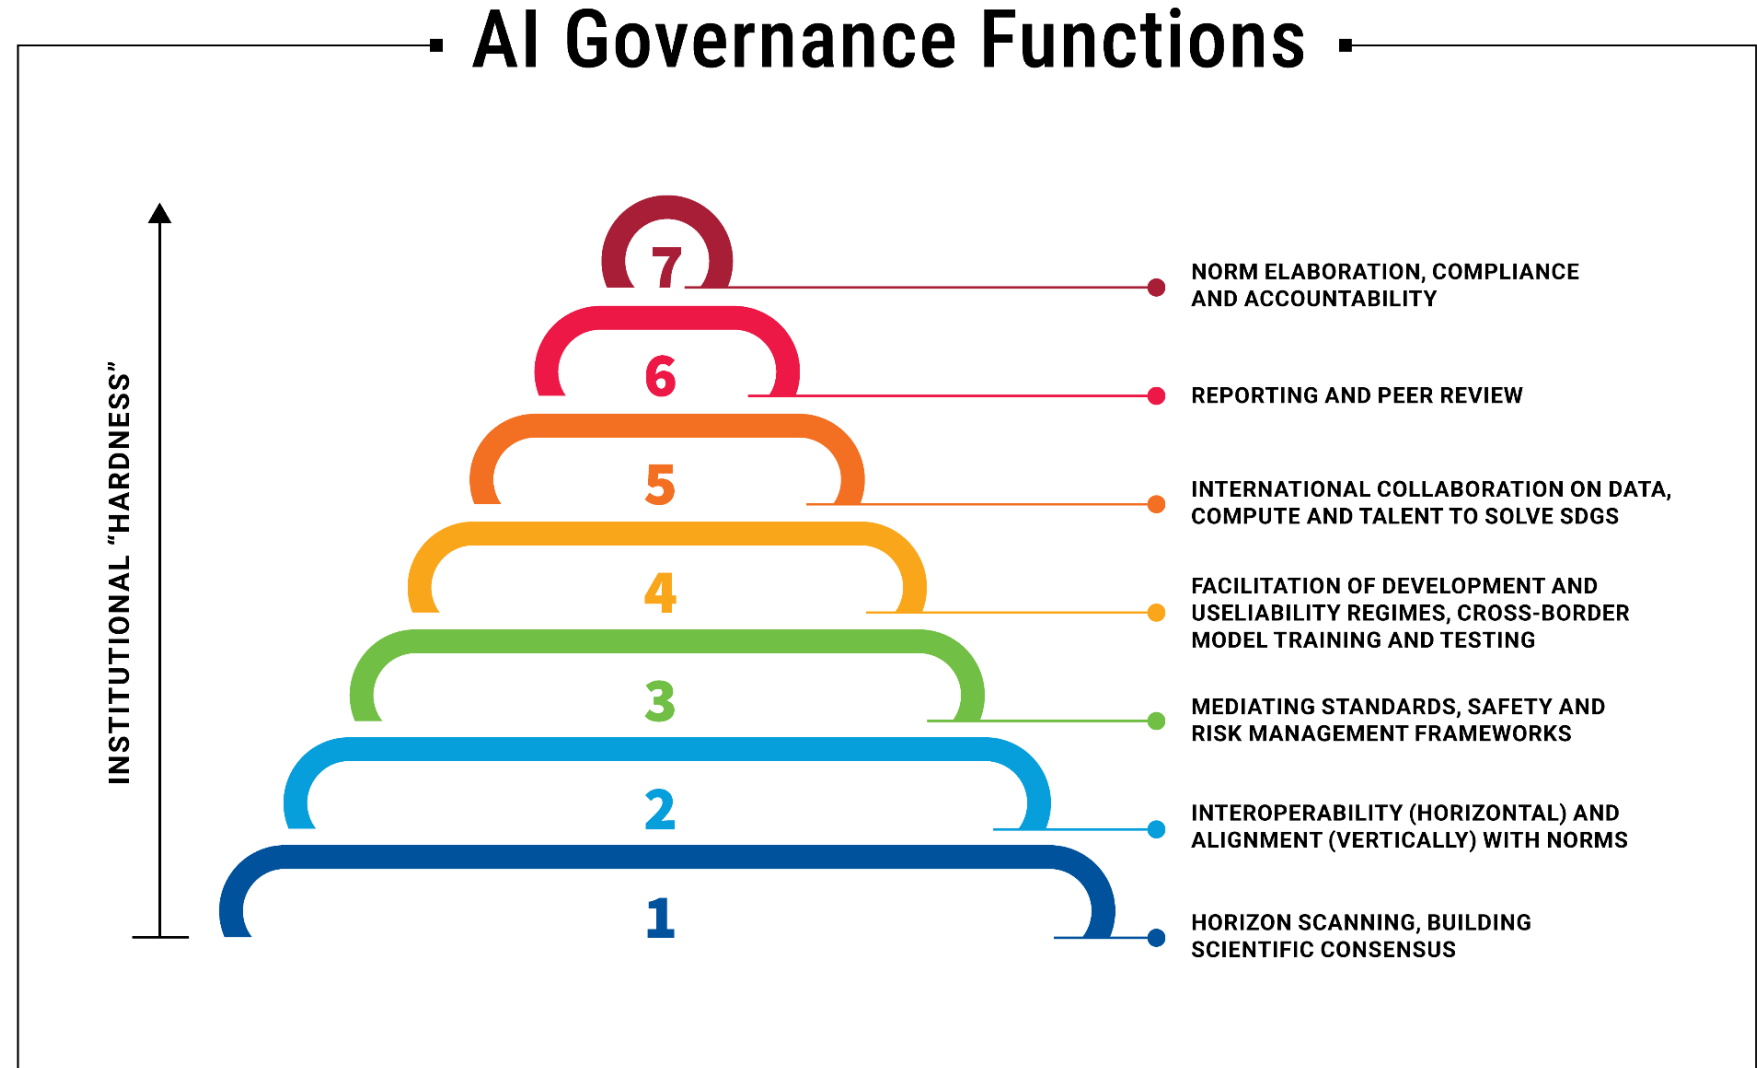 AI Governance Functions
INSTITUTIONAL “HARDNESS”
7
NORM ELABORATION, COMPLIANCE
AND ACCOUNTABILITY
6
REPORTING AND PEER REVIEW
5
INTERNATIONAL COLLABORATION ON DATA,
COMPUTE AND TALENT TO SOLVE SDGS
4
FACILITATION OF DEVELOPMENT AND
USELIABILITY REGIMES, CROSS-BORDER
MODEL TRAINING AND TESTING
3
MEDIATING STANDARDS, SAFETY AND
RISK MANAGEMENT FRAMEWORKS
2
INTEROPERABILITY (HORIZONTAL) AND
ALIGNMENT (VERTICALLY) WITH NORMS
1
HORIZON SCANNING, BUILDING
SCIENTIFIC CONSENSUS